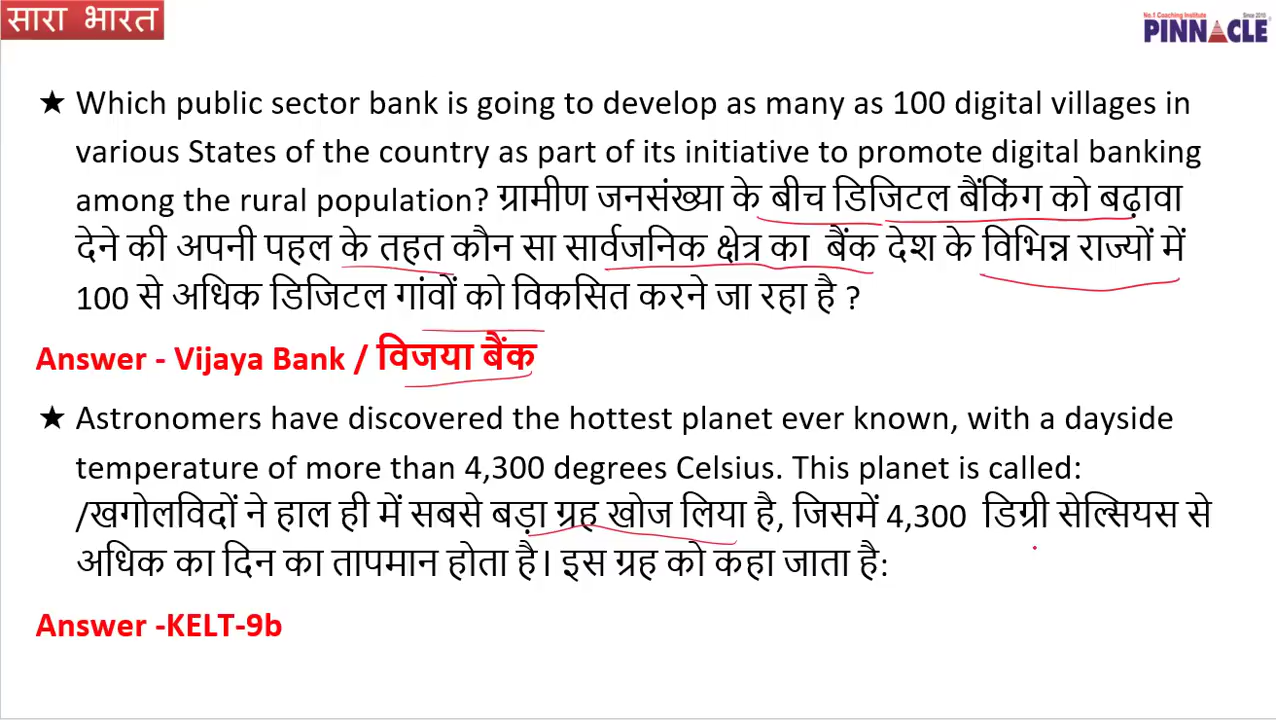 सारा भारत
No.1 Coaching Institute Since 2010
PINNACLE
★ Which public sector bank is going to develop as many as 100 digital villages in
various States of the country as part of its initiative to promote digital banking
among the rural population? ग्रामीण जनसंख्या के बीच डिजिटल बैंकिंग को बढ़ावा
देने की अपनी पहल के तहत कौन सा सार्वजनिक क्षेत्र का बैंक देश के विभिन्न राज्यों में
100 से अधिक डिजिटल गांवों को विकसित करने जा रहा है ?
Answer - Vijaya Bank / विजया बैंक
★ Astronomers have discovered the hottest planet ever known, with a dayside
temperature of more than 4,300 degrees Celsius. This planet is called:
/खगोलविदों ने हाल ही में सबसे बड़ा ग्रह खोज लिया है, जिसमें 4,300 डिग्री सेल्सियस से
अधिक का दिन का तापमान होता है। इस ग्रह को कहा जाता है:
Answer -KELT-9b